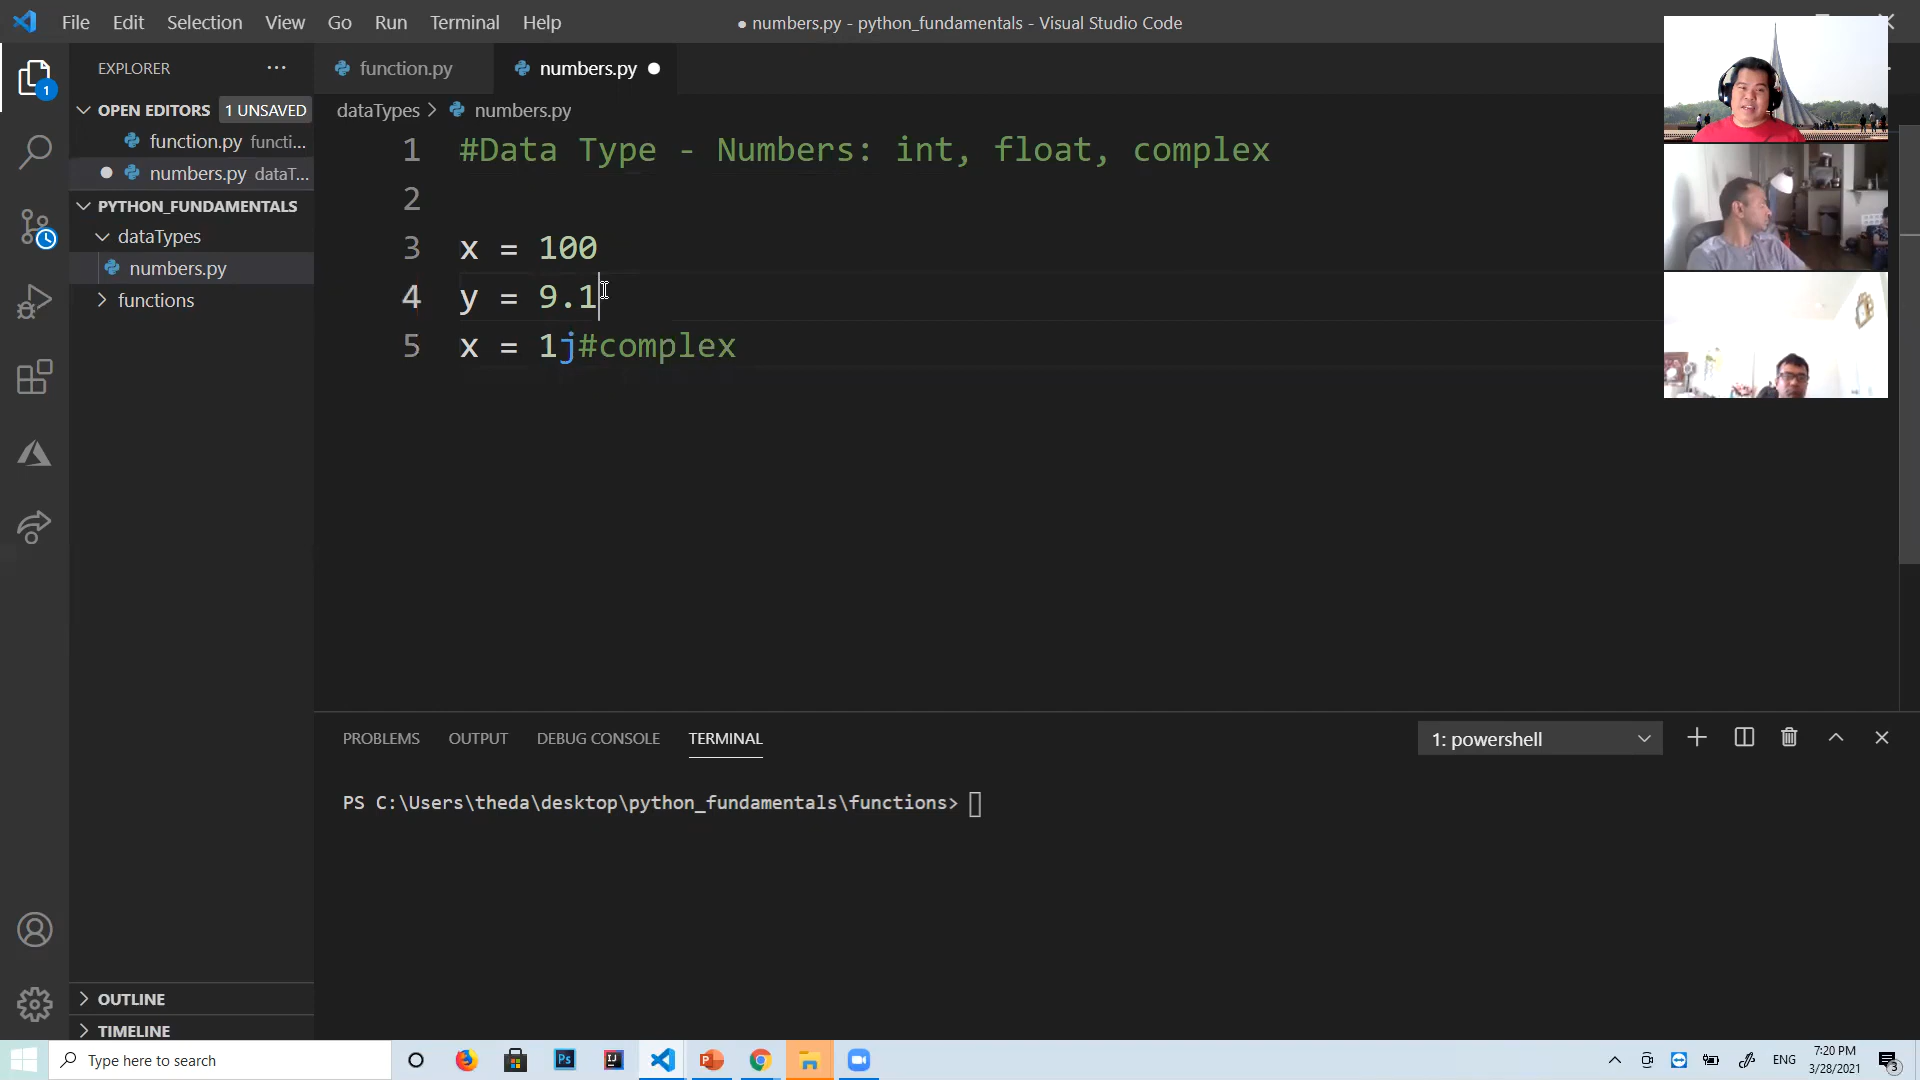 File Edit Selection View Go Run Terminal Help
● numbers.py - python_fundamentals - Visual Studio Code
EXPLORER ···
function.py
numbers.py ●
OPEN EDITORS 1 UNSAVED
function.py functi...
numbers.py dataT...
PYTHON_FUNDAMENTALS
dataTypes
numbers.py
functions
OUTLINE
TIMELINE
1
dataTypes > numbers.py
1 #Data Type - Numbers: int, float, complex
2
3 x = 100
4 y = 9.1
5 x = 1j#complex
PROBLEMS OUTPUT DEBUG CONSOLE TERMINAL
1: powershell
PS C:\Users\theda\desktop\python_fundamentals\functions>
Type here to search
Ps
IJ
P
ENG
7:20 PM
3/28/2021
3